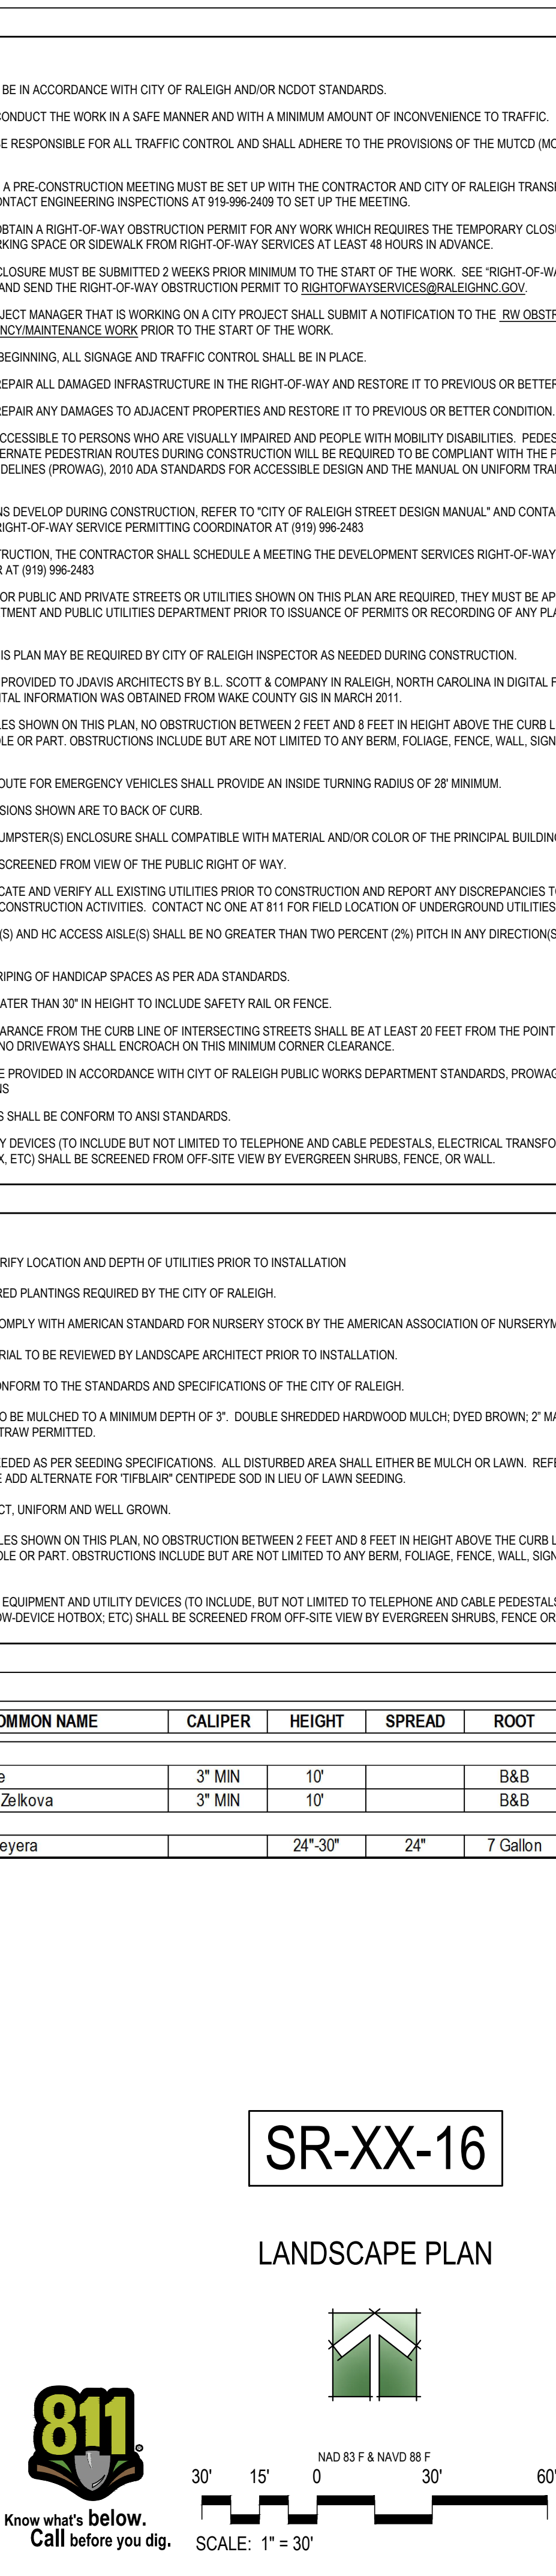 BE IN ACCORDANCE WITH CITY OF RALEIGH AND/OR NCDOT STANDARDS.
CONDUCT THE WORK IN A SAFE MANNER AND WITH A MINIMUM AMOUNT OF INCONVENIENCE TO TRAFFIC.
BE RESPONSIBLE FOR ALL TRAFFIC CONTROL AND SHALL ADHERE TO THE PROVISIONS OF THE MUTCD (MO
A PRE-CONSTRUCTION MEETING MUST BE SET UP WITH THE CONTRACTOR AND CITY OF RALEIGH TRANS
ONTACT ENGINEERING INSPECTIONS AT 919-996-2409 TO SET UP THE MEETING.
OBTAIN A RIGHT-OF-WAY OBSTRUCTION PERMIT FOR ANY WORK WHICH REQUIRES THE TEMPORARY CLOSU
RKING SPACE OR SIDEWALK FROM RIGHT-OF-WAY SERVICES AT LEAST 48 HOURS IN ADVANCE.
CLOSURE MUST BE SUBMITTED 2 WEEKS PRIOR MINIMUM TO THE START OF THE WORK. SEE "RIGHT-OF-WA
AND SEND THE RIGHT-OF-WAY OBSTRUCTION PERMIT TO RIGHTOFWAYSERVICES@RALEIGHNC.GOV.
JECT MANAGER THAT IS WORKING ON A CITY PROJECT SHALL SUBMIT A NOTIFICATION TO THE RW OBSTR
NCY/MAINTENANCE WORK PRIOR TO THE START OF THE WORK.
BEGINNING, ALL SIGNAGE AND TRAFFIC CONTROL SHALL BE IN PLACE.
REPAIR ALL DAMAGED INFRASTRUCTURE IN THE RIGHT-OF-WAY AND RESTORE IT TO PREVIOUS OR BETTER
REPAIR ANY DAMAGES TO ADJACENT PROPERTIES AND RESTORE IT TO PREVIOUS OR BETTER CONDITION.
CCESSIBLE TO PERSONS WHO ARE VISUALLY IMPAIRED AND PEOPLE WITH MOBILITY DISABILITIES. PEDES
ERNATE PEDESTRIAN ROUTES DURING CONSTRUCTION WILL BE REQUIRED TO BE COMPLIANT WITH THE P
DELINES (PROWAG), 2010 ADA STANDARDS FOR ACCESSIBLE DESIGN AND THE MANUAL ON UNIFORM TRA
NS DEVELOP DURING CONSTRUCTION, REFER TO "CITY OF RALEIGH STREET DESIGN MANUAL" AND CONTA
RIGHT-OF-WAY SERVICE PERMITTING COORDINATOR AT (919) 996-2483
TRUCTION, THE CONTRACTOR SHALL SCHEDULE A MEETING THE DEVELOPMENT SERVICES RIGHT-OF-WAY
R AT (919) 996-2483
OR PUBLIC AND PRIVATE STREETS OR UTILITIES SHOWN ON THIS PLAN ARE REQUIRED, THEY MUST BE AP
TMENT AND PUBLIC UTILITIES DEPARTMENT PRIOR TO ISSUANCE OF PERMITS OR RECORDING OF ANY PLA
IS PLAN MAY BE REQUIRED BY CITY OF RALEIGH INSPECTOR AS NEEDED DURING CONSTRUCTION.
PROVIDED TO JDAVIS ARCHITECTS BY B.L. SCOTT & COMPANY IN RALEIGH, NORTH CAROLINA IN DIGITAL F
NTAL INFORMATION WAS OBTAINED FROM WAKE COUNTY GIS IN MARCH 2011.
LES SHOWN ON THIS PLAN, NO OBSTRUCTION BETWEEN 2 FEET AND 8 FEET IN HEIGHT ABOVE THE CURB L
OLE OR PART. OBSTRUCTIONS INCLUDE BUT ARE NOT LIMITED TO ANY BERM, FOLIAGE, FENCE, WALL, SIGN
OUTE FOR EMERGENCY VEHICLES SHALL PROVIDE AN INSIDE TURNING RADIUS OF 28' MINIMUM.
SIONS SHOWN ARE TO BACK OF CURB.
UMPSTER(S) ENCLOSURE SHALL COMPATIBLE WITH MATERIAL AND/OR COLOR OF THE PRINCIPAL BUILDIN
SCREENED FROM VIEW OF THE PUBLIC RIGHT OF WAY.
CATE AND VERIFY ALL EXISTING UTILITIES PRIOR TO CONSTRUCTION AND REPORT ANY DISCREPANCIES T
CONSTRUCTION ACTIVITIES. CONTACT NC ONE AT 811 FOR FIELD LOCATION OF UNDERGROUND UTILITIES
(S) AND HC ACCESS AISLE(S) SHALL BE NO GREATER THAN TWO PERCENT (2%) PITCH IN ANY DIRECTION(S
RIPING OF HANDICAP SPACES AS PER ADA STANDARDS.
ATER THAN 30" IN HEIGHT TO INCLUDE SAFETY RAIL OR FENCE.
ARANCE FROM THE CURB LINE OF INTERSECTING STREETS SHALL BE AT LEAST 20 FEET FROM THE POINT
NO DRIVEWAYS SHALL ENCROACH ON THIS MINIMUM CORNER CLEARANCE.
E PROVIDED IN ACCORDANCE WITH CIYT OF RALEIGH PUBLIC WORKS DEPARTMENT STANDARDS, PROWAG
NS
S SHALL BE CONFORM TO ANSI STANDARDS.
Y DEVICES (TO INCLUDE BUT NOT LIMITED TO TELEPHONE AND CABLE PEDESTALS, ELECTRICAL TRANSFO
X, ETC) SHALL BE SCREENED FROM OFF-SITE VIEW BY EVERGREEN SHRUBS, FENCE, OR WALL.
RIFY LOCATION AND DEPTH OF UTILITIES PRIOR TO INSTALLATION
RED PLANTINGS REQUIRED BY THE CITY OF RALEIGH.
OMPLY WITH AMERICAN STANDARD FOR NURSERY STOCK BY THE AMERICAN ASSOCIATION OF NURSERYM
RIAL TO BE REVIEWED BY LANDSCAPE ARCHITECT PRIOR TO INSTALLATION.
ONFORM TO THE STANDARDS AND SPECIFICATIONS OF THE CITY OF RALEIGH.
O BE MULCHED TO A MINIMUM DEPTH OF 3". DOUBLE SHREDDED HARDWOOD MULCH; DYED BROWN; 2" MA
TRAW PERMITTED.
EEDED AS PER SEEDING SPECIFICATIONS. ALL DISTURBED AREA SHALL EITHER BE MULCH OR LAWN. REFE
E ADD ALTERNATE FOR 'TIFBLAIR" CENTIPEDE SOD IN LIEU OF LAWN SEEDING.
CT, UNIFORM AND WELL GROWN.
LES SHOWN ON THIS PLAN, NO OBSTRUCTION BETWEEN 2 FEET AND 8 FEET IN HEIGHT ABOVE THE CURB L
OLE OR PART. OBSTRUCTIONS INCLUDE BUT ARE NOT LIMITED TO ANY BERM, FOLIAGE, FENCE, WALL, SIGN
EQUIPMENT AND UTILITY DEVICES (TO INCLUDE, BUT NOT LIMITED TO TELEPHONE AND CABLE PEDESTALS
OW-DEVICE HOTBOX; ETC) SHALL BE SCREENED FROM OFF-SITE VIEW BY EVERGREEN SHRUBS, FENCE OR
OMMON NAME CALIPER HEIGHT SPREAD ROOT
e 3" MIN 10' B&B
Zelkova 3" MIN 10' B&B
eyera 24"-30" 24" 7 Gallon
SR-XX-16
LANDSCAPE PLAN
811
Know what's below.
Call before you dig.
NAD 83 F & NAVD 88 F
30' 15' 0 30' 60'
SCALE: 1" = 30'